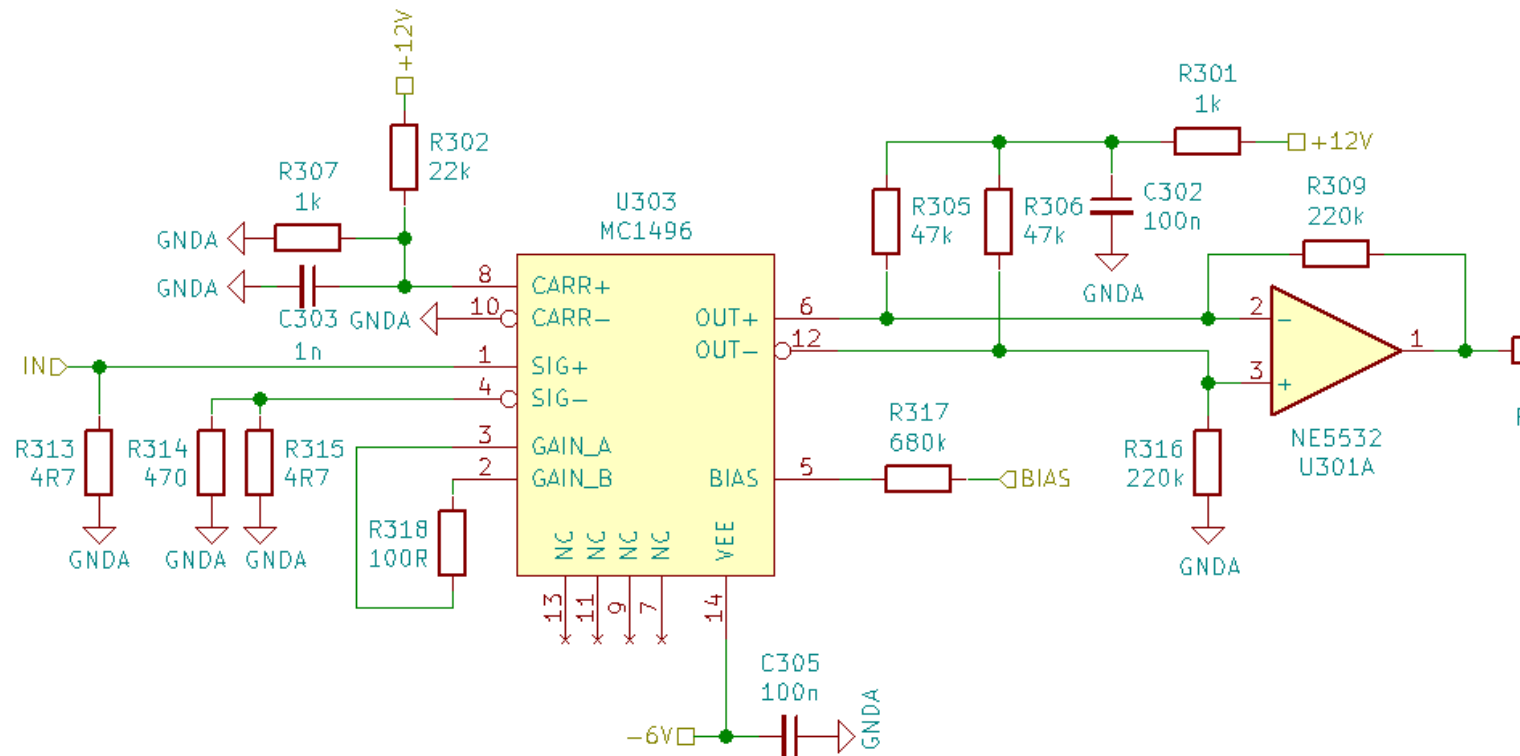 +12V
R302
22k
R307
1k
GNDA
GNDA
C303
1n
GNDA
U303
MC1496
8
CARR+
10
CARR−
1
SIG+
4
SIG−
3
GAIN_A
2
GAIN_B
OUT+
6
OUT−
12
BIAS
5
NC
NC
NC
NC
VEE
13
11
9
7
14
IN
R313
4R7
GNDA
R314
470
GNDA
R315
4R7
GNDA
R318
100R
R301
1k
+12V
R305
47k
R306
47k
C302
100n
GNDA
R309
220k
2
−
3
+
1
NE5532
U301A
R316
220k
GNDA
R317
680k
BIAS
−6V
C305
100n
GNDA